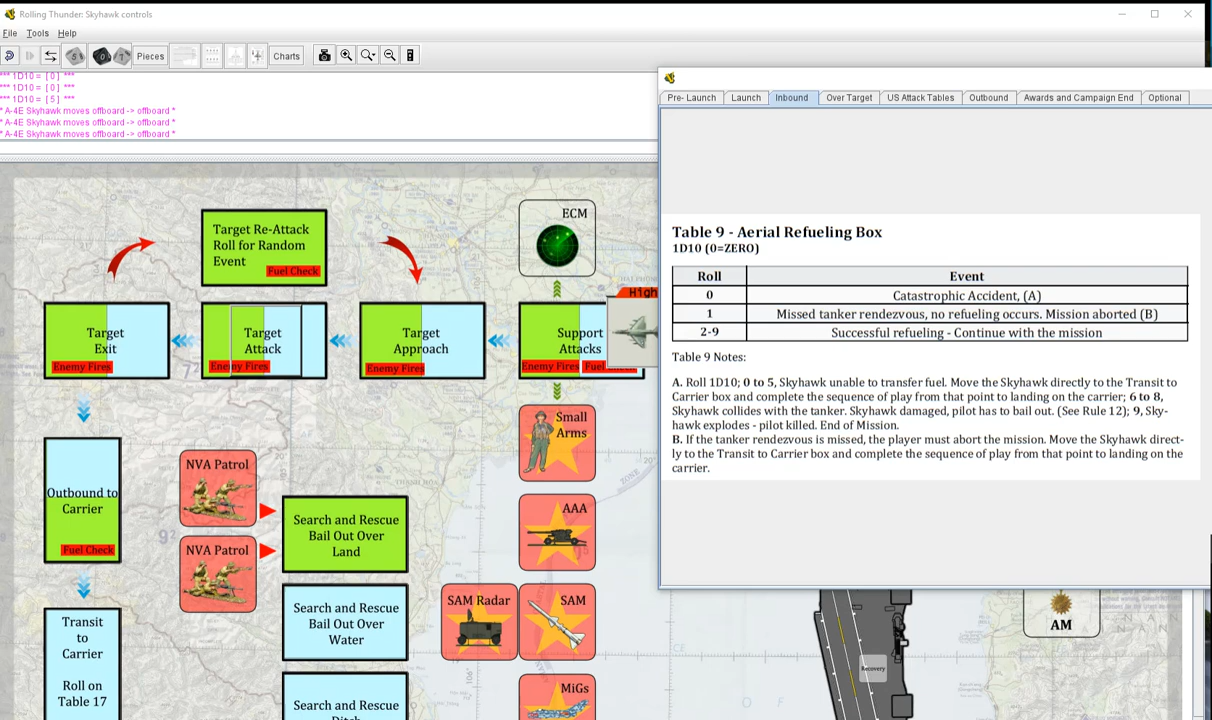 Rolling Thunder: Skyhawk controls
File Tools Help
Pieces
Charts
*** 1D10 = [ 0 ] ***
*** 1D10 = [ 0 ] ***
*** 1D10 = [ 5 ] ***
* A-4E Skyhawk moves offboard -> offboard *
* A-4E Skyhawk moves offboard -> offboard *
* A-4E Skyhawk moves offboard -> offboard *
Target Re-Attack
Roll for Random
Event
Fuel Check
ECM
High
Target
Exit
Enemy Fires
Target
Attack
Enemy Fires
Target
Approach
Enemy Fires
Support
Attacks
Enemy Fires
Outbound to
Carrier
Fuel Check
NVA Patrol
NVA Patrol
Search and Rescue
Bail Out Over
Land
Small
Arms
AAA
Transit
to
Carrier
Roll on
Table 17
Search and Rescue
Bail Out Over
Water
SAM Radar
SAM
Search and Rescue
MiGs
Recovery
AM
Pre- Launch
Launch
Inbound
Over Target
US Attack Tables
Outbound
Awards and Campaign End
Optional
Table 9 - Aerial Refueling Box
1D10 (0=ZERO)
Roll Event
0 Catastrophic Accident, (A)
1 Missed tanker rendezvous, no refueling occurs. Mission aborted (B)
2-9 Successful refueling - Continue with the mission
Table 9 Notes:
A. Roll 1D10; 0 to 5, Skyhawk unable to transfer fuel. Move the Skyhawk directly to the Transit to
Carrier box and complete the sequence of play from that point to landing on the carrier; 6 to 8,
Skyhawk collides with the tanker. Skyhawk damaged, pilot has to bail out. (See Rule 12); 9, Sky-
hawk explodes - pilot killed. End of Mission.
B. If the tanker rendezvous is missed, the player must abort the mission. Move the Skyhawk direct-
ly to the Transit to Carrier box and complete the sequence of play from that point to landing on the
carrier.